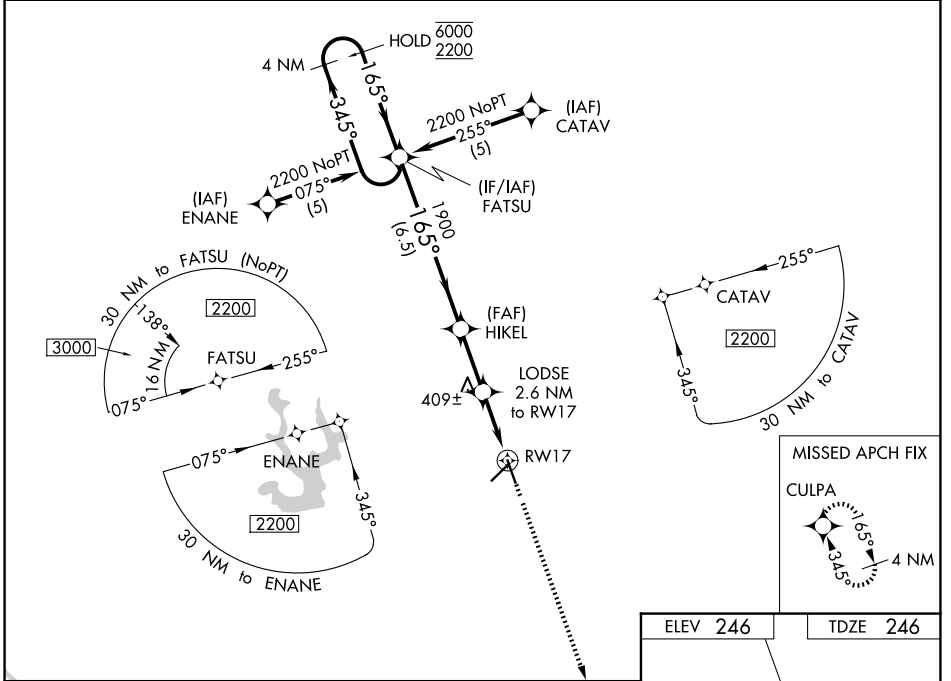 HOLD 6000
2200
4 NM
165°
345°
2200 NoPT
255°
(5)
(IAF)
CATAV
2200 NoPT
075°
(5)
(IAF)
ENANE
(IF/IAF)
FATSU
1900
165°
(6.5)
30 NM to FATSU (NoPT)
2200
138°
3000
16 NM
FATSU
075°
255°
(FAF)
HIKEL
LODSE
2.6 NM
to RW17
409±
RW17
255°
CATAV
2200
345°
30 NM to CATAV
075°
ENANE
345°
2200
30 NM to ENANE
MISSED APCH FIX
CULPA
165°
345°
4 NM
ELEV 246
TDZE 246